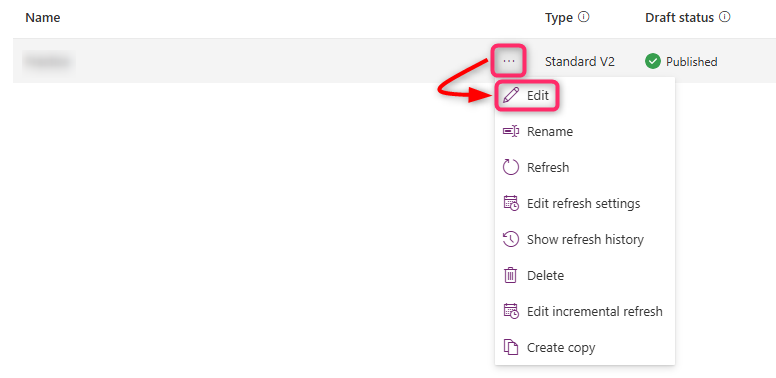 Name Type Draft status
... Standard V2 Published
Edit
Rename
Refresh
Edit refresh settings
Show refresh history
Delete
Edit incremental refresh
Create copy